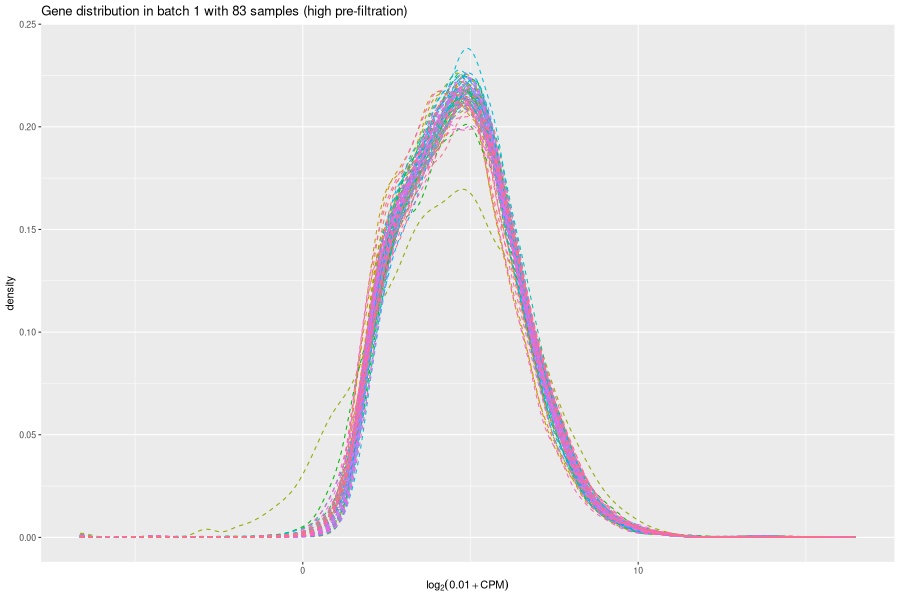 Gene distribution in batch 1 with 83 samples (high pre-filtration)
0.25
0.20
0.15
0.10
0.05
0.00
density
0
10
log₂(0.01 + CPM)